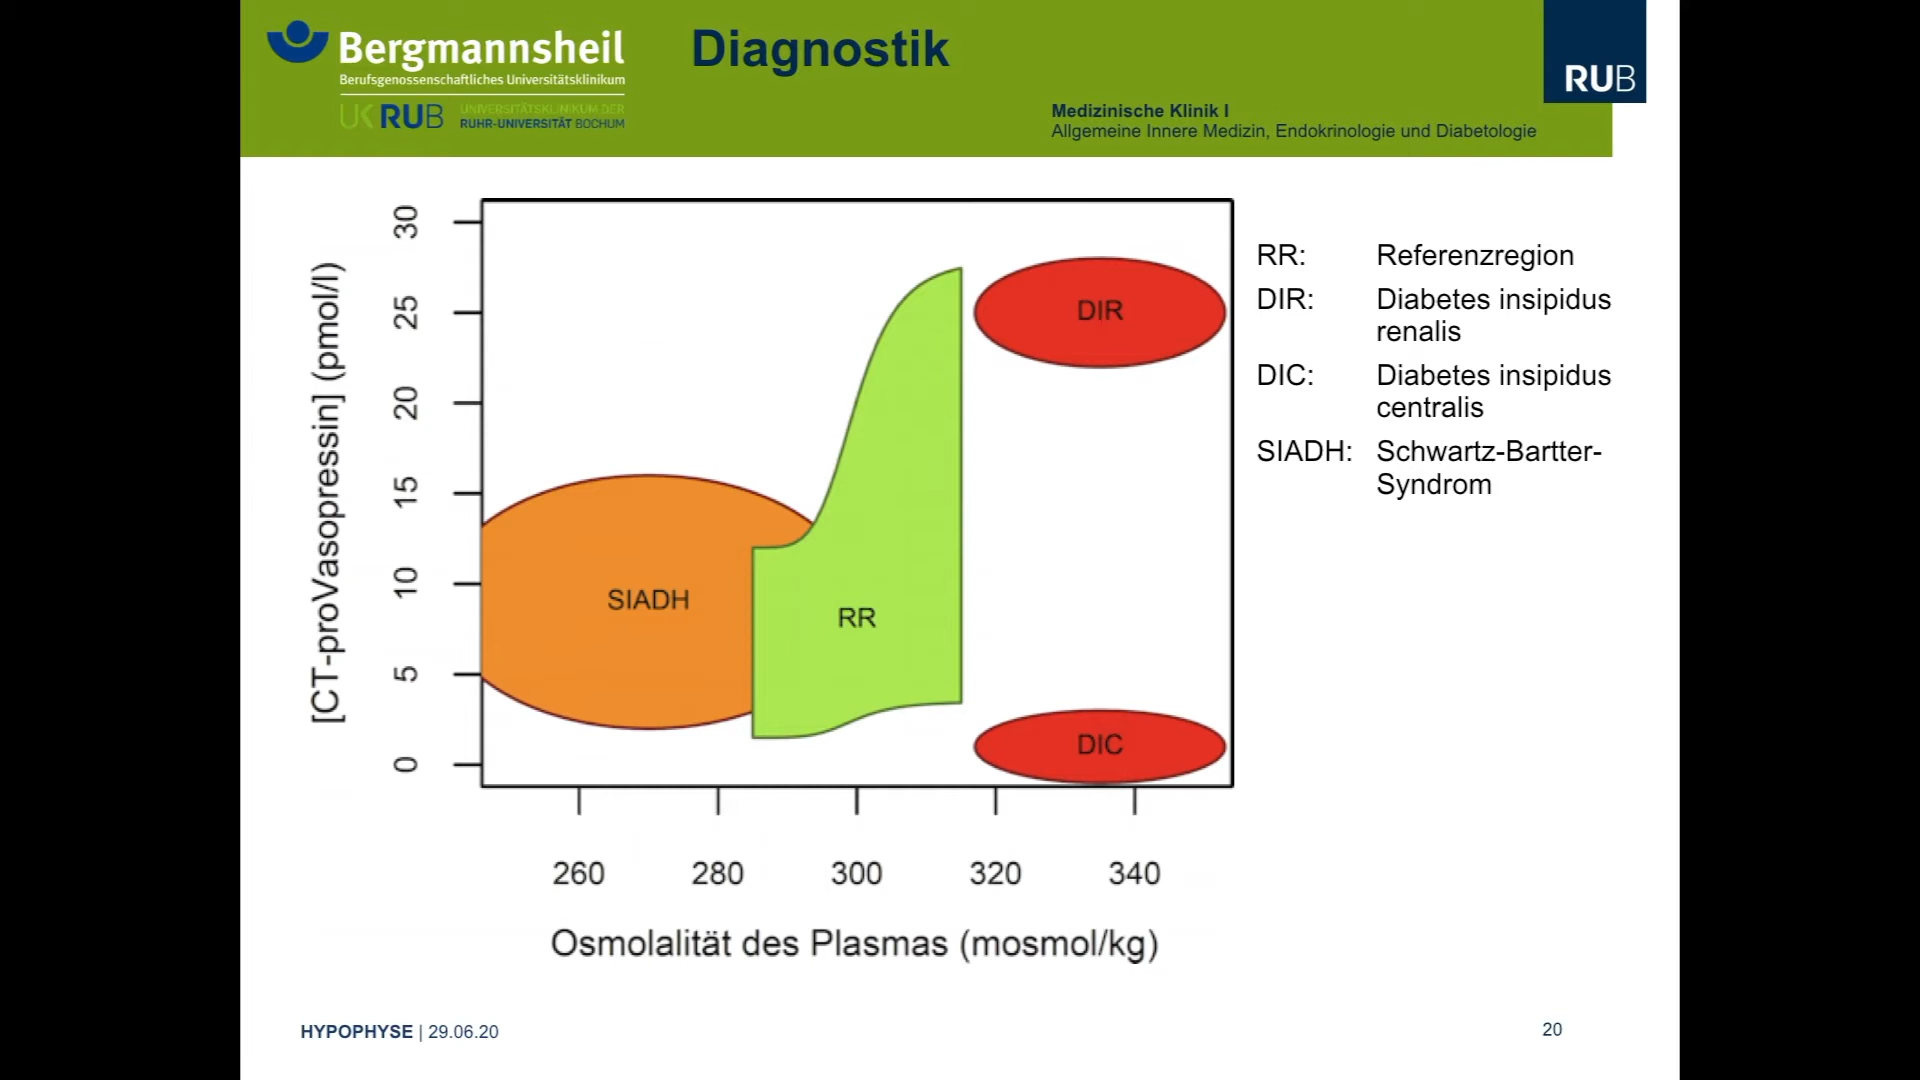 Bergmannsheil
Berufsgenossenschaftliches Universitätsklinikum
UK RUB
UNIVERSITÄTSKLINIKUM DER
RUHR-UNIVERSITÄT BOCHUM
Diagnostik
Medizinische Klinik I
Allgemeine Innere Medizin, Endokrinologie und Diabetologie
RUB
[CT-proVasopressin] (pmol/l)
30
25
20
15
10
5
0
SIADH
RR
DIR
DIC
260 280 300 320 340
Osmolalität des Plasmas (mosmol/kg)
RR: Referenzregion
DIR: Diabetes insipidus
renalis
DIC: Diabetes insipidus
centralis
SIADH: Schwartz-Bartter-
Syndrom
HYPOPHYSE | 29.06.20
20